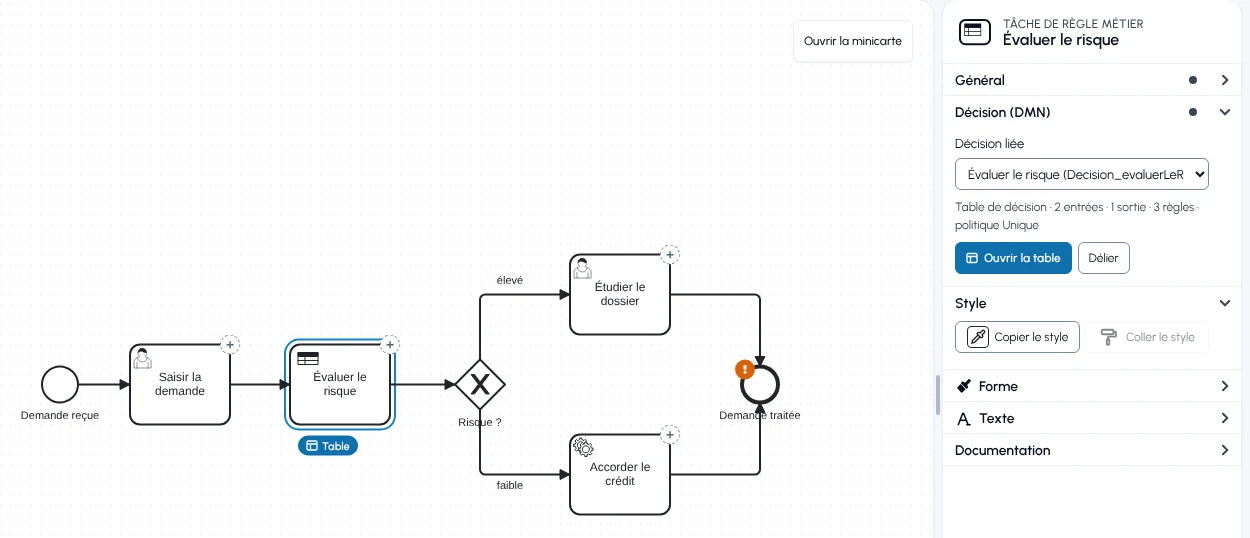 Ouvrir la minicarte
TÂCHE DE RÈGLE MÉTIER
Évaluer le risque
Général
Décision (DMN)
Décision liée
Évaluer le risque (Decision_evaluerLeR
Table de décision · 2 entrées · 1 sortie · 3 règles ·
politique Unique
Ouvrir la table
Délier
Style
Copier le style
Coller le style
Forme
Texte
Documentation
élevé
Étudier le
dossier
Saisir la
demande
Évaluer le
risque
Demande reçue
Risque ?
Demande traitée
Table
Accorder le
crédit
faible